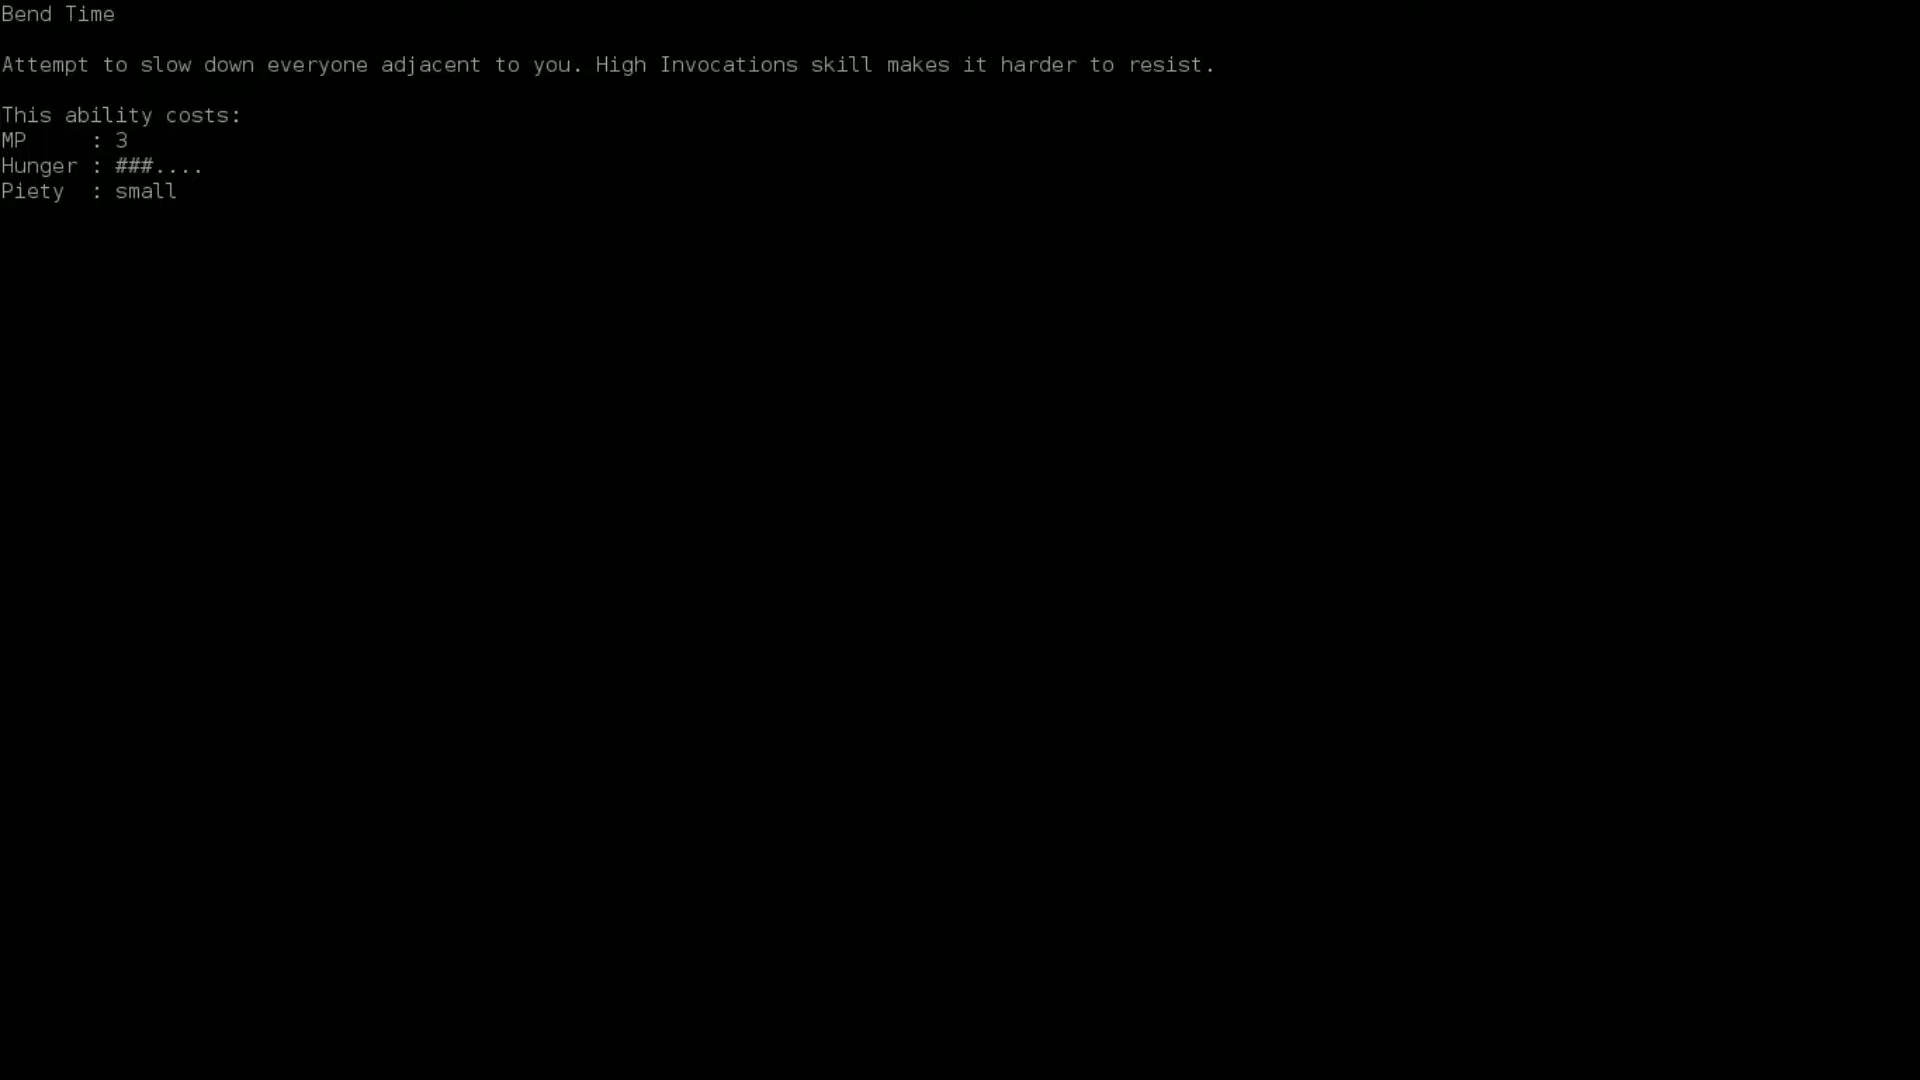 Bend Time
Attempt to slow down everyone adjacent to you. High Invocations skill makes it harder to resist.
This ability costs:
MP     : 3
Hunger : ###....
Piety  : small